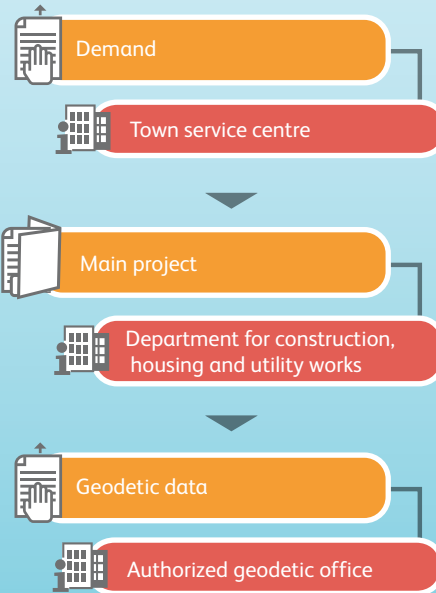 Demand
Town service centre
Main project
Department for construction,
housing and utility works
Geodetic data
Authorized geodetic office